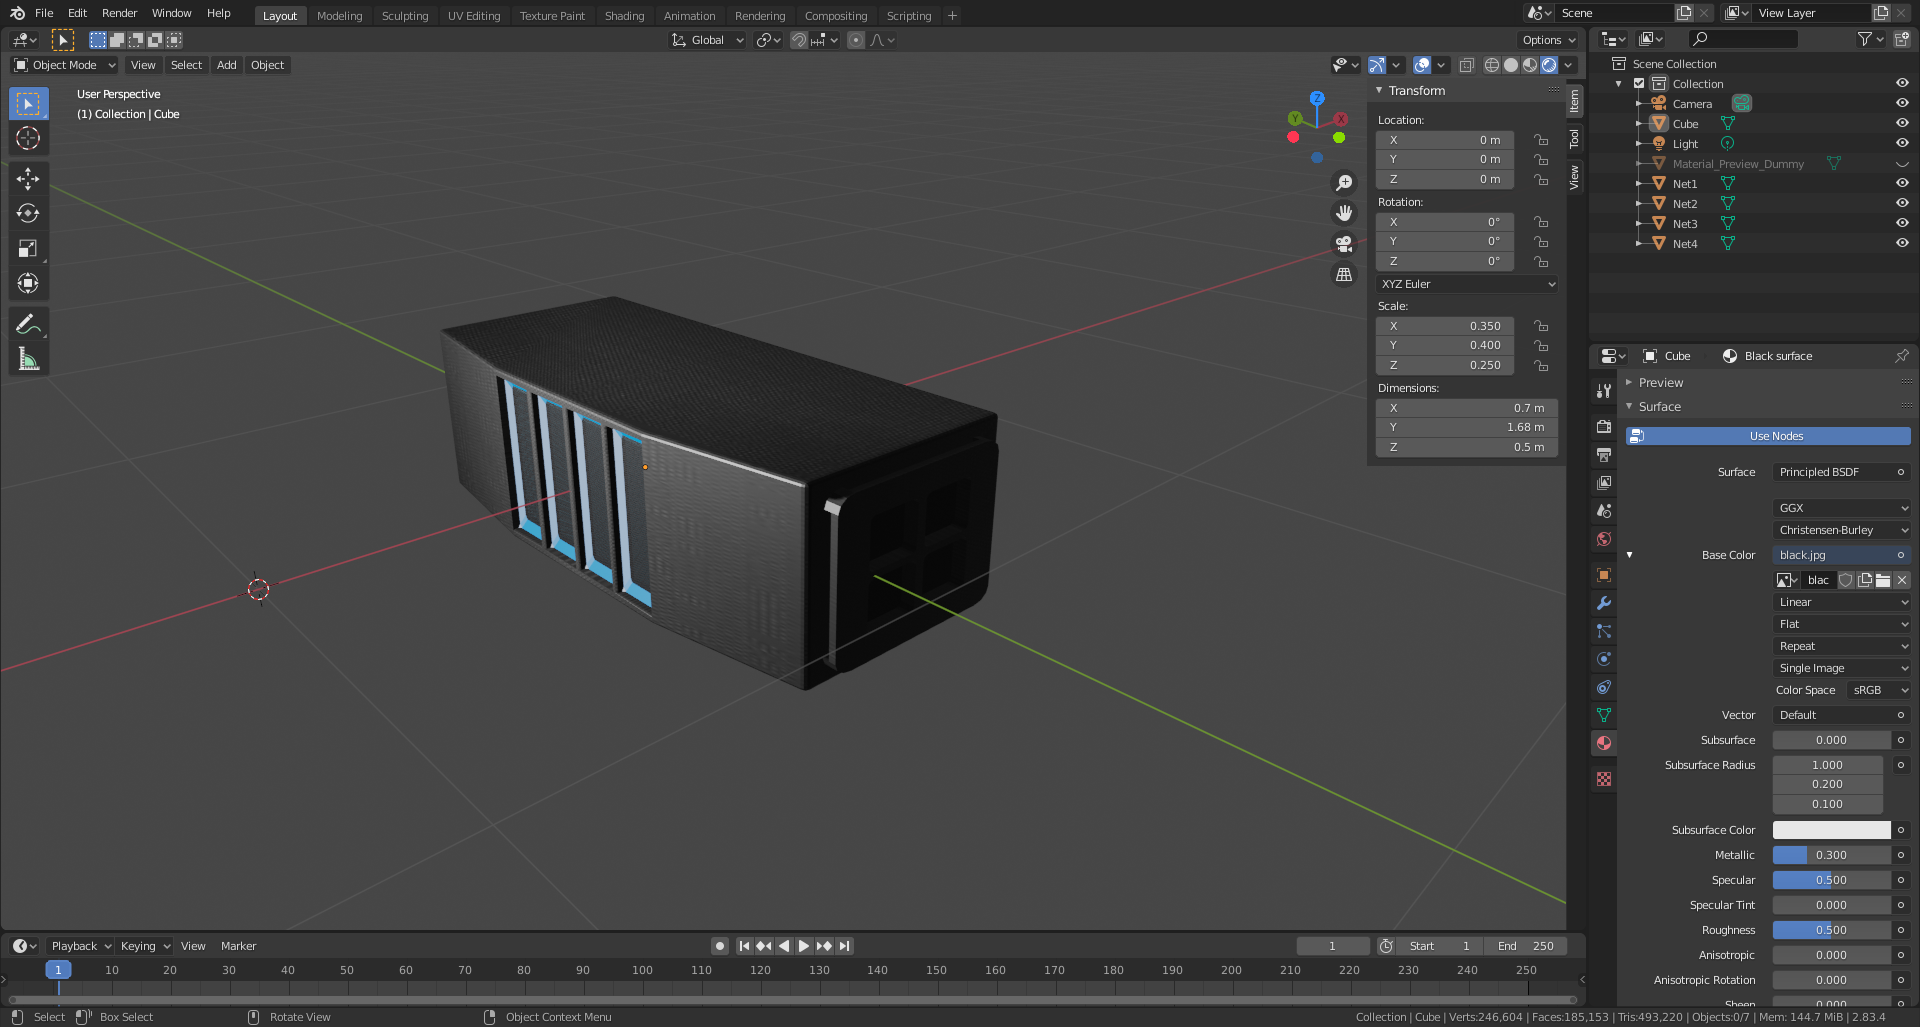 File Edit Render Window Help Layout Modeling Sculpting UV Editing Texture Paint Shading Animation Rendering Compositing Scripting + Scene View Layer
Global Options
Object Mode View Select Add Object
User Perspective
(1) Collection | Cube
Z
Y
X
Transform
Location:
X 0 m
Y 0 m
Z 0 m
Rotation:
X 0°
Y 0°
Z 0°
XYZ Euler
Scale:
X 0.350
Y 0.400
Z 0.250
Dimensions:
X 0.7 m
Y 1.68 m
Z 0.5 m
Item
Tool
View
Scene Collection
Collection
Camera
Cube
Light
Material_Preview_Dummy
Net1
Net2
Net3
Net4
Cube Black surface
Preview
Surface
Use Nodes
Surface Principled BSDF
GGX
Christensen-Burley
Base Color black.jpg
blac
Linear
Flat
Repeat
Single Image
Color Space sRGB
Vector Default
Subsurface 0.000
Subsurface Radius 1.000
0.200
0.100
Subsurface Color
Metallic 0.300
Specular 0.500
Specular Tint 0.000
Roughness 0.500
Anisotropic 0.000
Anisotropic Rotation 0.000
Sheen 0.000
Playback Keying View Marker 1 Start 1 End 250
1 10 20 30 40 50 60 70 80 90 100 110 120 130 140 150 160 170 180 190 200 210 220 230 240 250
Select Box Select Rotate View Object Context Menu Collection | Cube | Verts:246,604 | Faces:185,153 | Tris:493,220 | Objects:0/7 | Mem: 144.7 MiB | 2.83.4